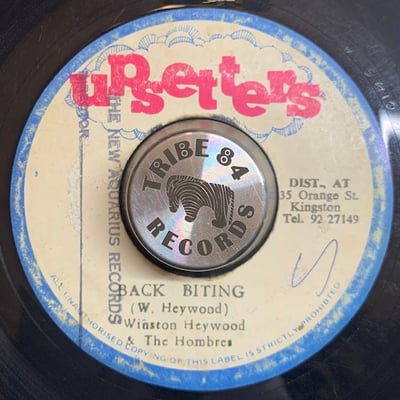 upsetters
THE NEW AQUARIUS RECORDS
TRIBE 84
RECORDS
DIST., AT
35 Orange St.
Kingston
Tel. 92 27149
BACK BITING
(W. Heywood)
Winston Heywood
& The Hombres
ALL UNAUTHORISED COPYING OF THIS LABEL IS STRICTLY PROHIBITED